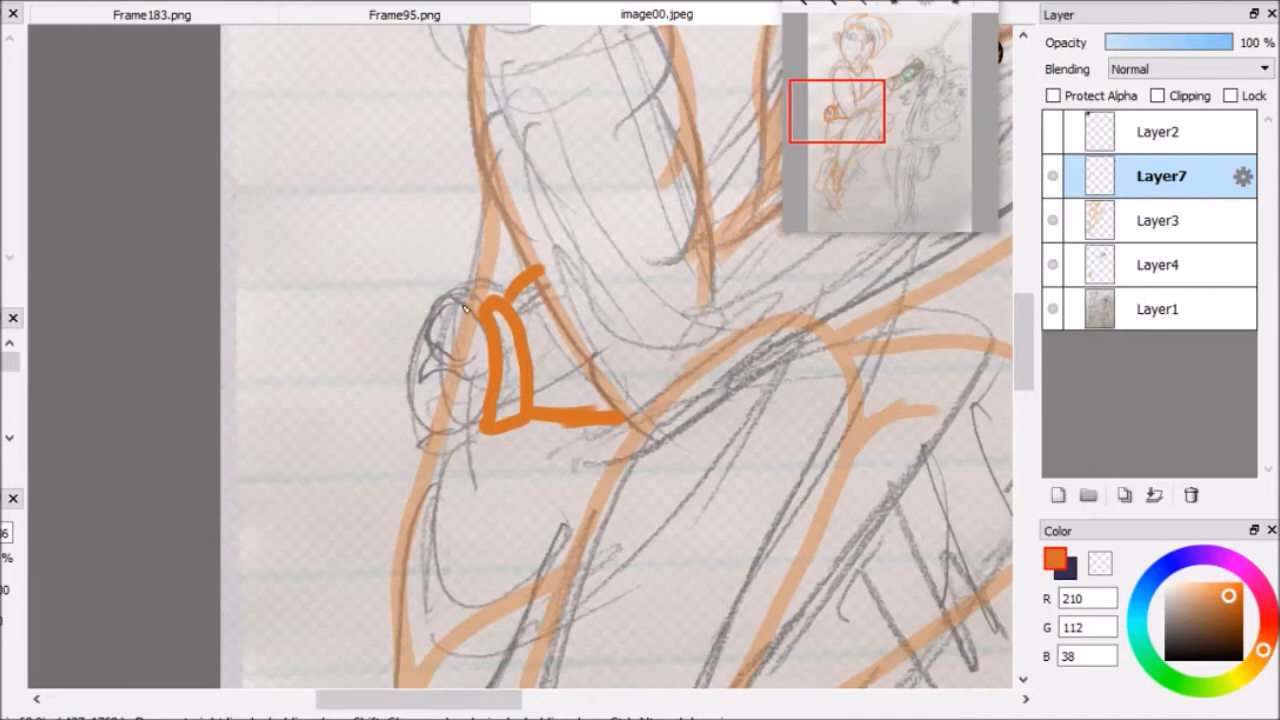 Frame183.png
Frame95.png
image00.jpeg
Layer
Opacity 100 %
Blending Normal
Protect Alpha Clipping Lock
Layer2
Layer7
Layer3
Layer4
Layer1
Color
R 210
G 112
B 38
%